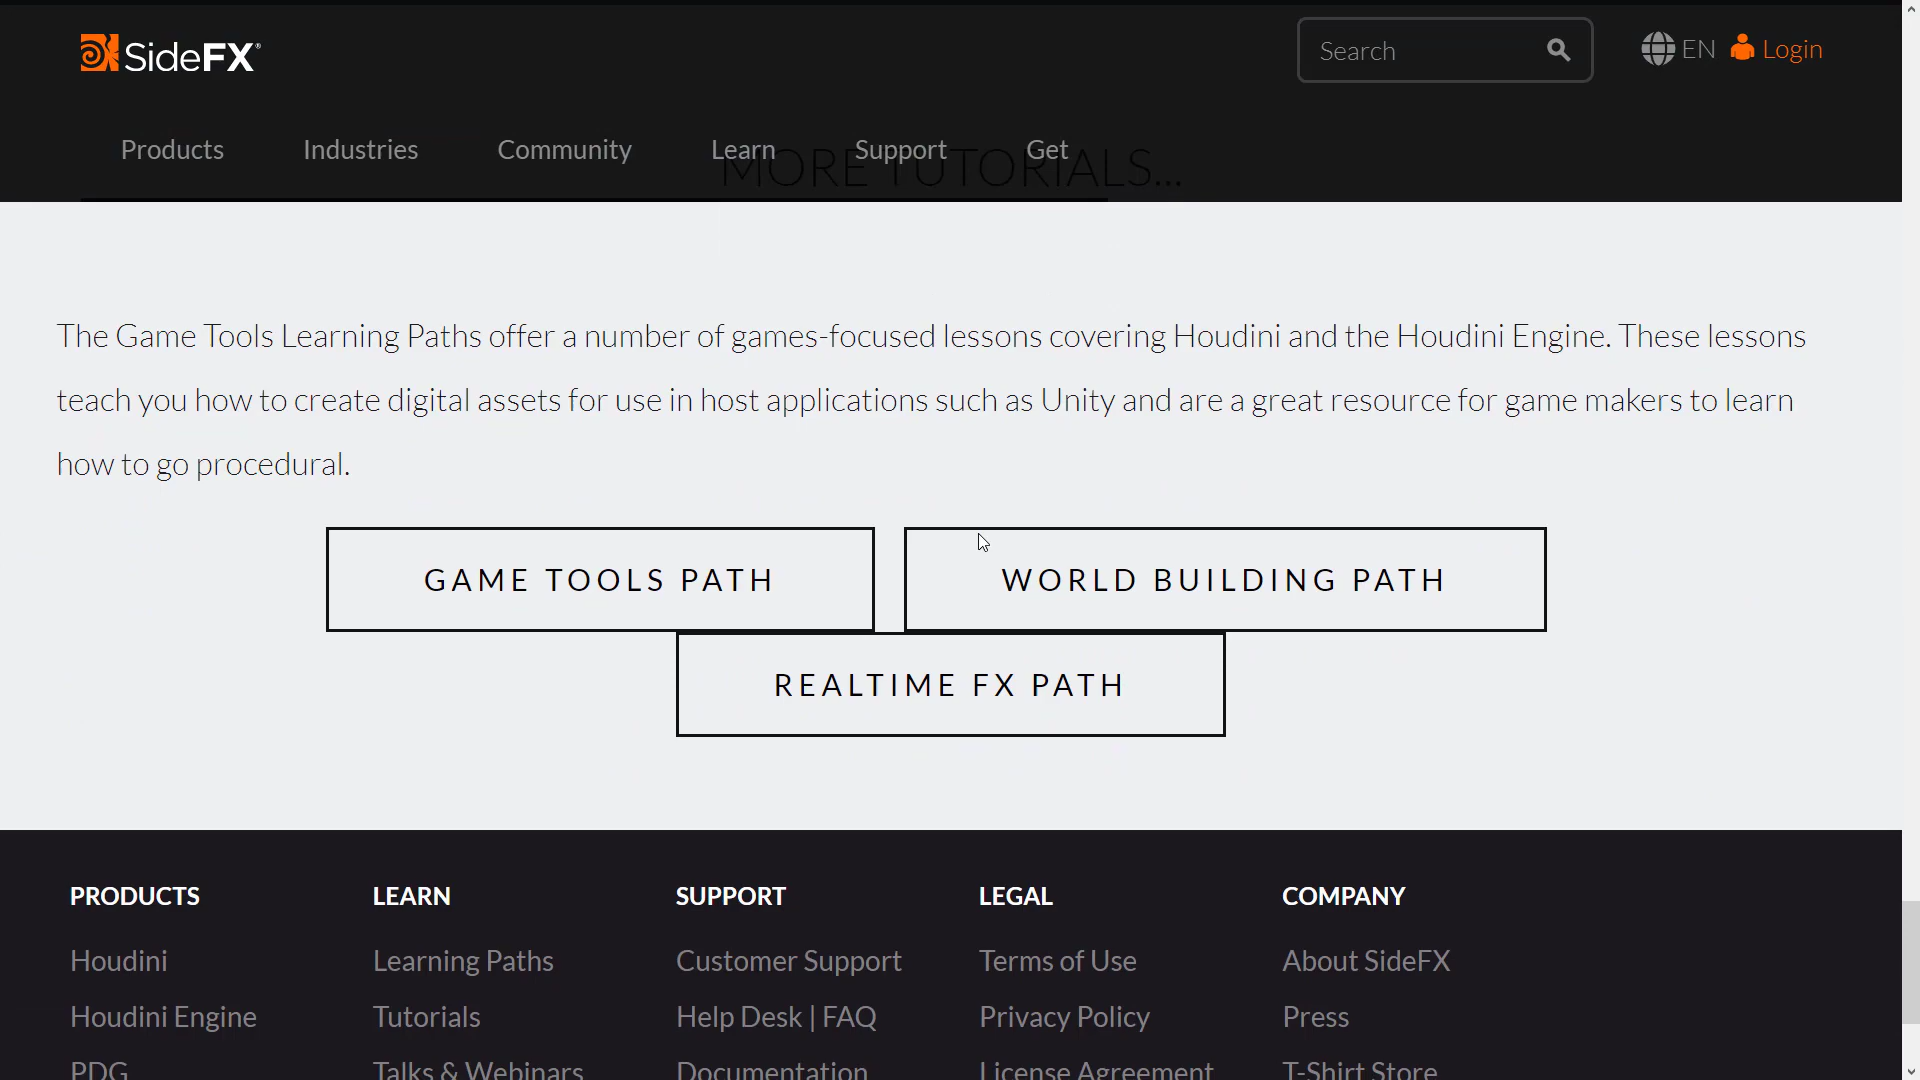 SideFX®
Search
EN
Login
Products
Industries
Community
Learn
Support
Get
MORE TUTORIALS...
The Game Tools Learning Paths offer a number of games-focused lessons covering Houdini and the Houdini Engine. These lessons
teach you how to create digital assets for use in host applications such as Unity and are a great resource for game makers to learn
how to go procedural.
GAME TOOLS PATH
WORLD BUILDING PATH
REALTIME FX PATH
PRODUCTS
Houdini
Houdini Engine
PDG
LEARN
Learning Paths
Tutorials
Talks & Webinars
SUPPORT
Customer Support
Help Desk | FAQ
Documentation
LEGAL
Terms of Use
Privacy Policy
License Agreement
COMPANY
About SideFX
Press
T-Shirt Store